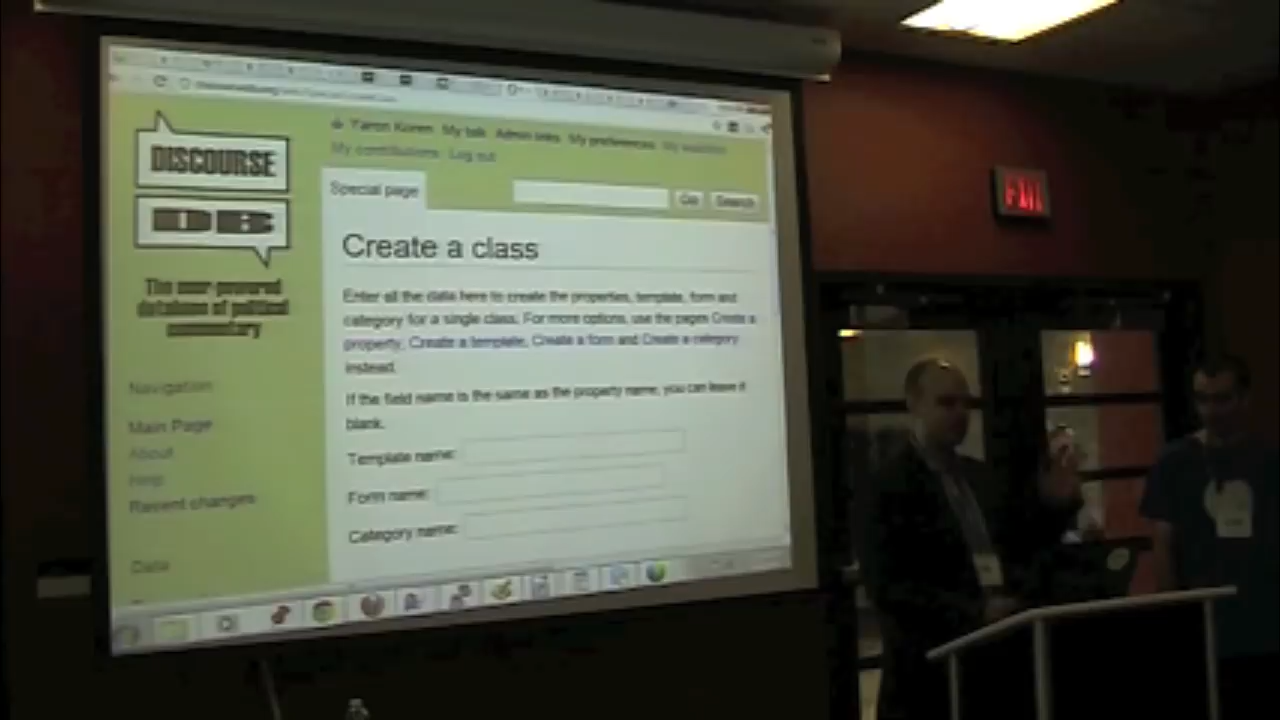 DISCOURSE
DB
The user-powered
database of political
commentary
Yaron Koren My talk Admin links My preferences My watchlist
My contributions Log out
Special page
Go Search
Create a class
Enter all the data here to create the properties, template, form and
category for a single class. For more options, use the pages Create a
property, Create a template, Create a form and Create a category
instead.
If the field name is the same as the property name, you can leave it
blank.
Template name:
Form name:
Category name:
Navigation
Main Page
About
Help
Recent changes
Data
EXIT